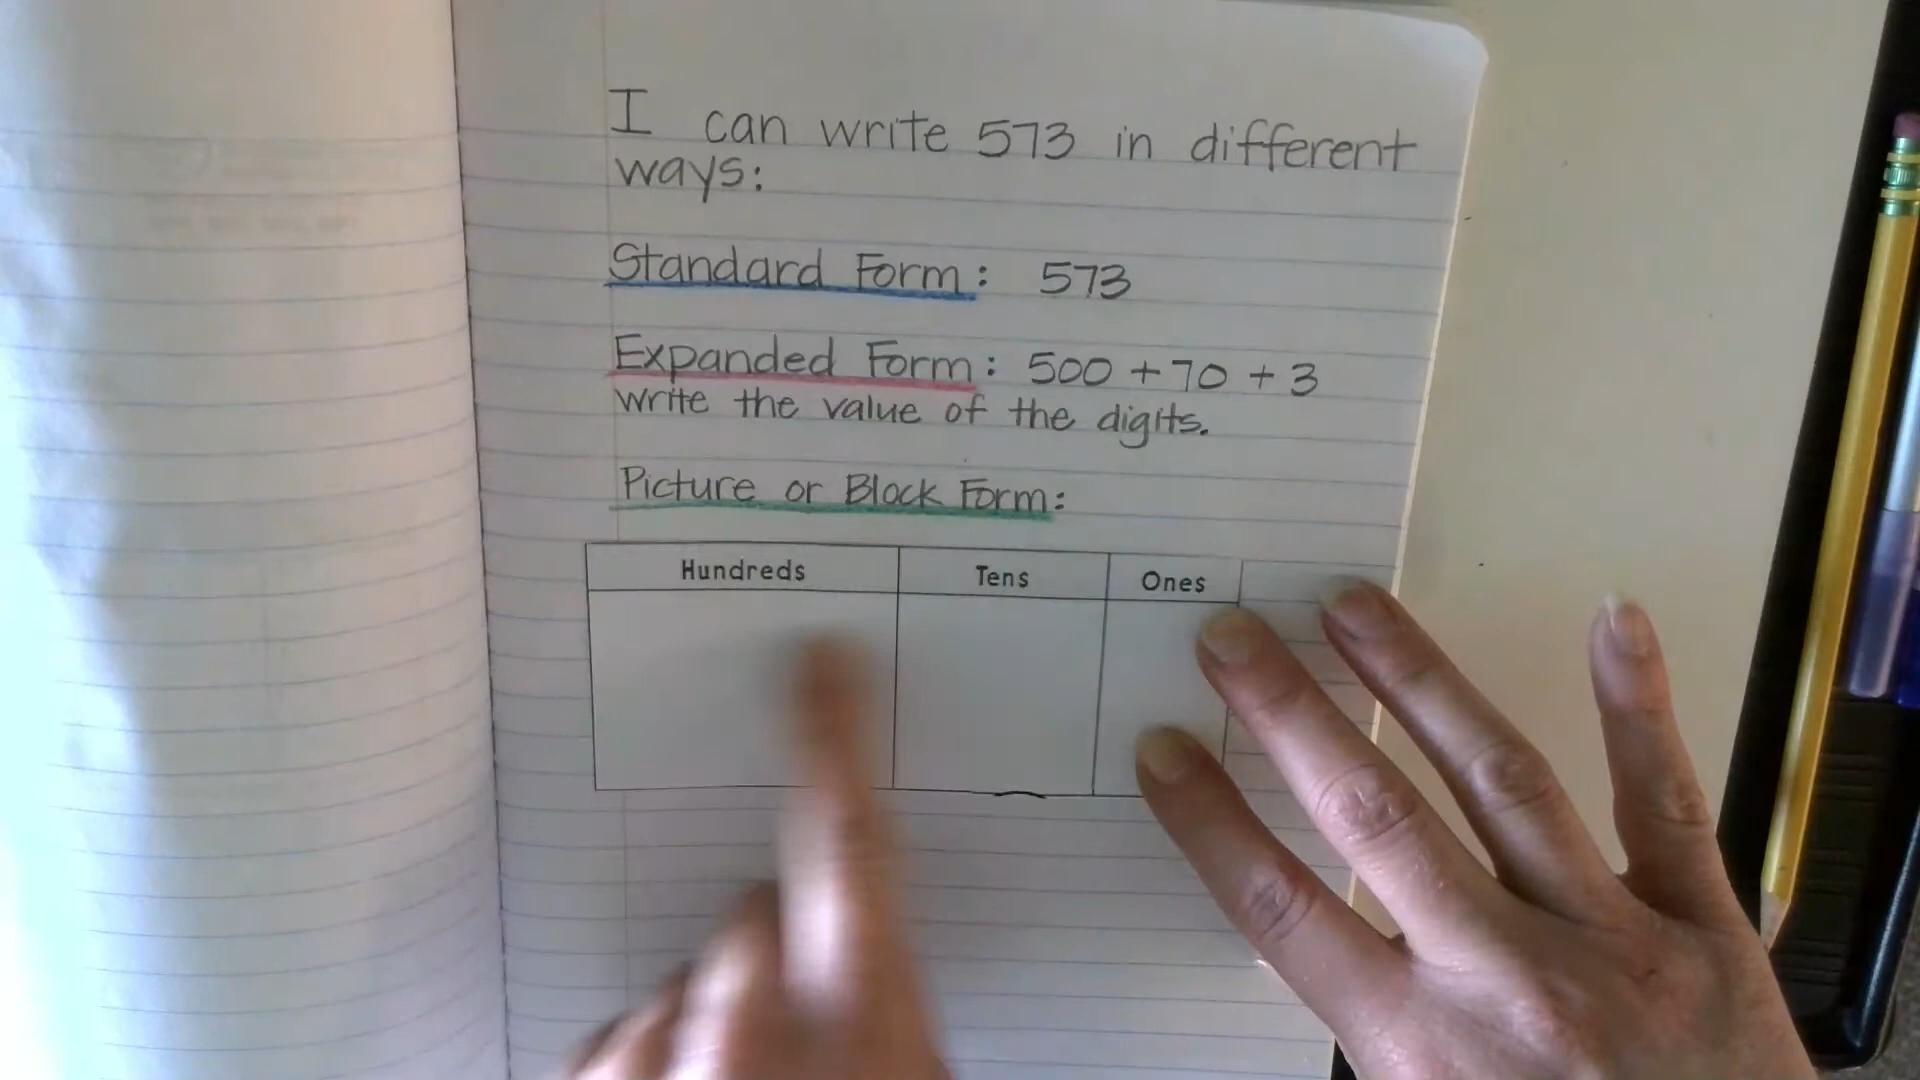 I can write 573 in different
ways:
Standard Form: 573
Expanded Form: 500 + 70 + 3
write the value of the digits.
Picture or Block Form:
Hundreds Tens Ones